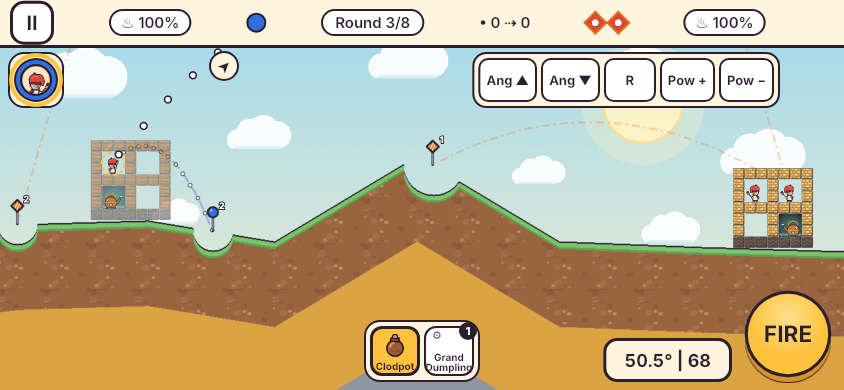 100%
Round 3/8
• 0 ⇢ 0
100%
Ang ▲
Ang ▼
R
Pow +
Pow −
1
2
2
1
Clodpot
Grand
Dumpling
50.5° | 68
FIRE